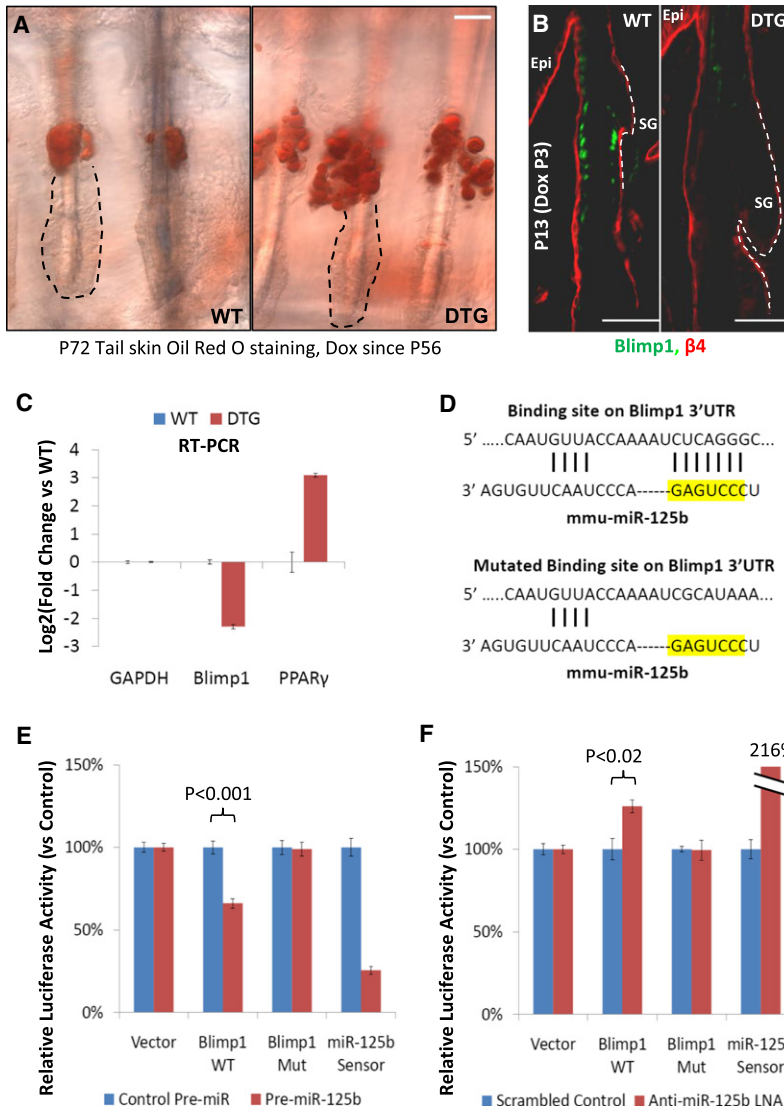 A
WT
DTG
P72 Tail skin Oil Red O staining, Dox since P56
B
WT
DTG
Epi
Epi
SG
SG
P13 (Dox P3)
Blimp1, β4
C
WT DTG
RT-PCR
Log2(Fold Change vs WT)
4
3
2
1
0
-1
-2
-3
GAPDH Blimp1 PPARγ
D
Binding site on Blimp1 3’UTR
5’ .....CAAUGUUACCAAAAUCUCAGGGC...
3’ AGUGUUCAAUCCCA------GAGUCCCU
mmu-miR-125b
Mutated Binding site on Blimp1 3’UTR
5’ .....CAAUGUUACCAAAAUCGCAUAAA...
3’ AGUGUUCAAUCCCA------GAGUCCCU
mmu-miR-125b
E
Relative Luciferase Activity (vs Control)
150%
100%
50%
0%
P<0.001
Vector Blimp1 WT Blimp1 Mut miR-125b Sensor
Control Pre-miR Pre-miR-125b
F
Relative Luciferase Activity (vs Control)
150%
100%
50%
0%
P<0.02
216%
Vector Blimp1 WT Blimp1 Mut miR-125 Sensor
Scrambled Control Anti-miR-125b LNA